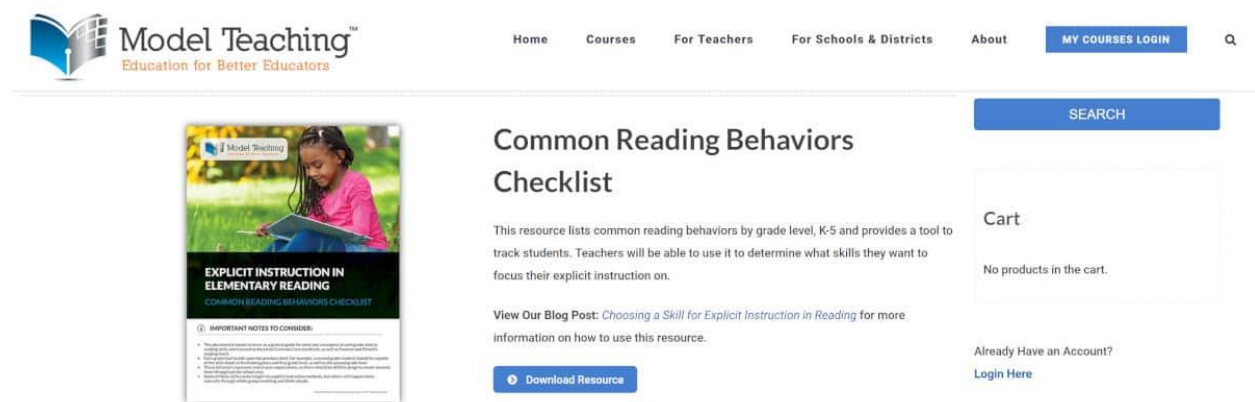 Model Teaching™
Education for Better Educators
Home Courses For Teachers For Schools & Districts About MY COURSES LOGIN
SEARCH
Model Teaching
EXPLICIT INSTRUCTION IN
ELEMENTARY READING
COMMON READING BEHAVIORS CHECKLIST
IMPORTANT NOTES TO CONSIDER:
Common Reading Behaviors
Checklist
This resource lists common reading behaviors by grade level, K-5 and provides a tool to
track students. Teachers will be able to use it to determine what skills they want to
focus their explicit instruction on.
View Our Blog Post: Choosing a Skill for Explicit Instruction in Reading for more
information on how to use this resource.
Download Resource
Cart
No products in the cart.
Already Have an Account?
Login Here